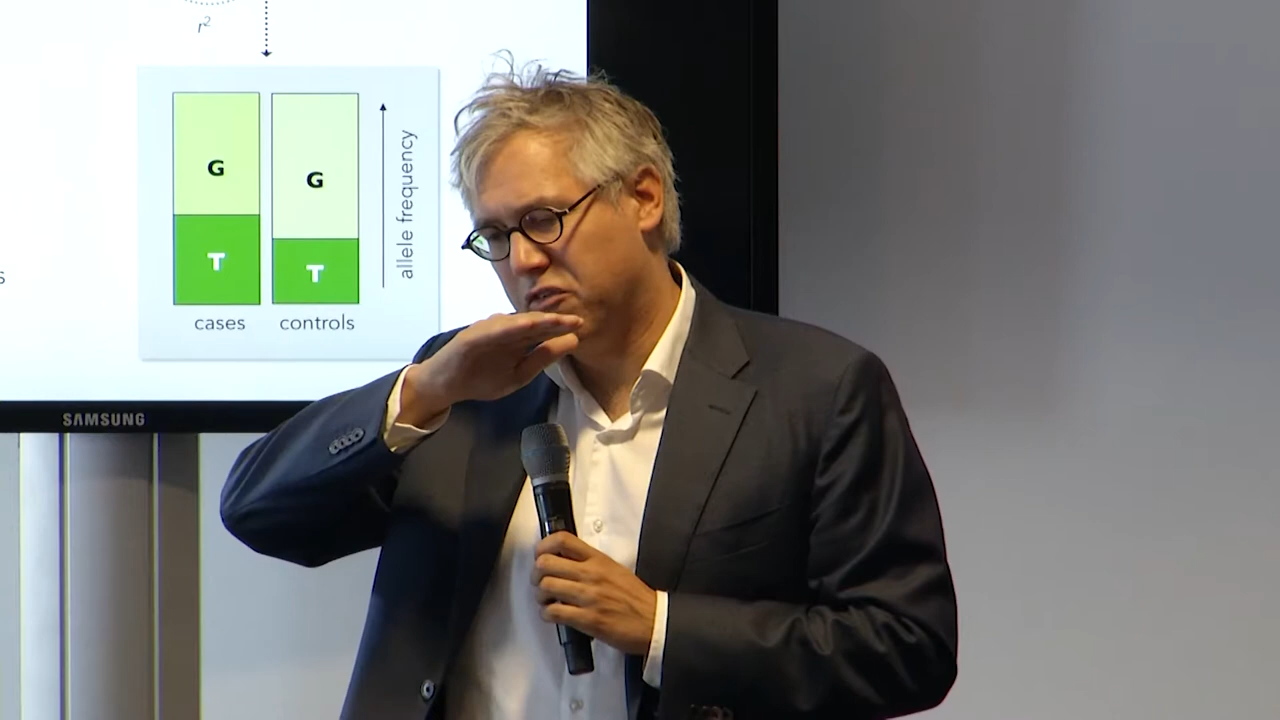 r²
s
G
G
T
T
allele frequency
cases
controls
SAMSUNG